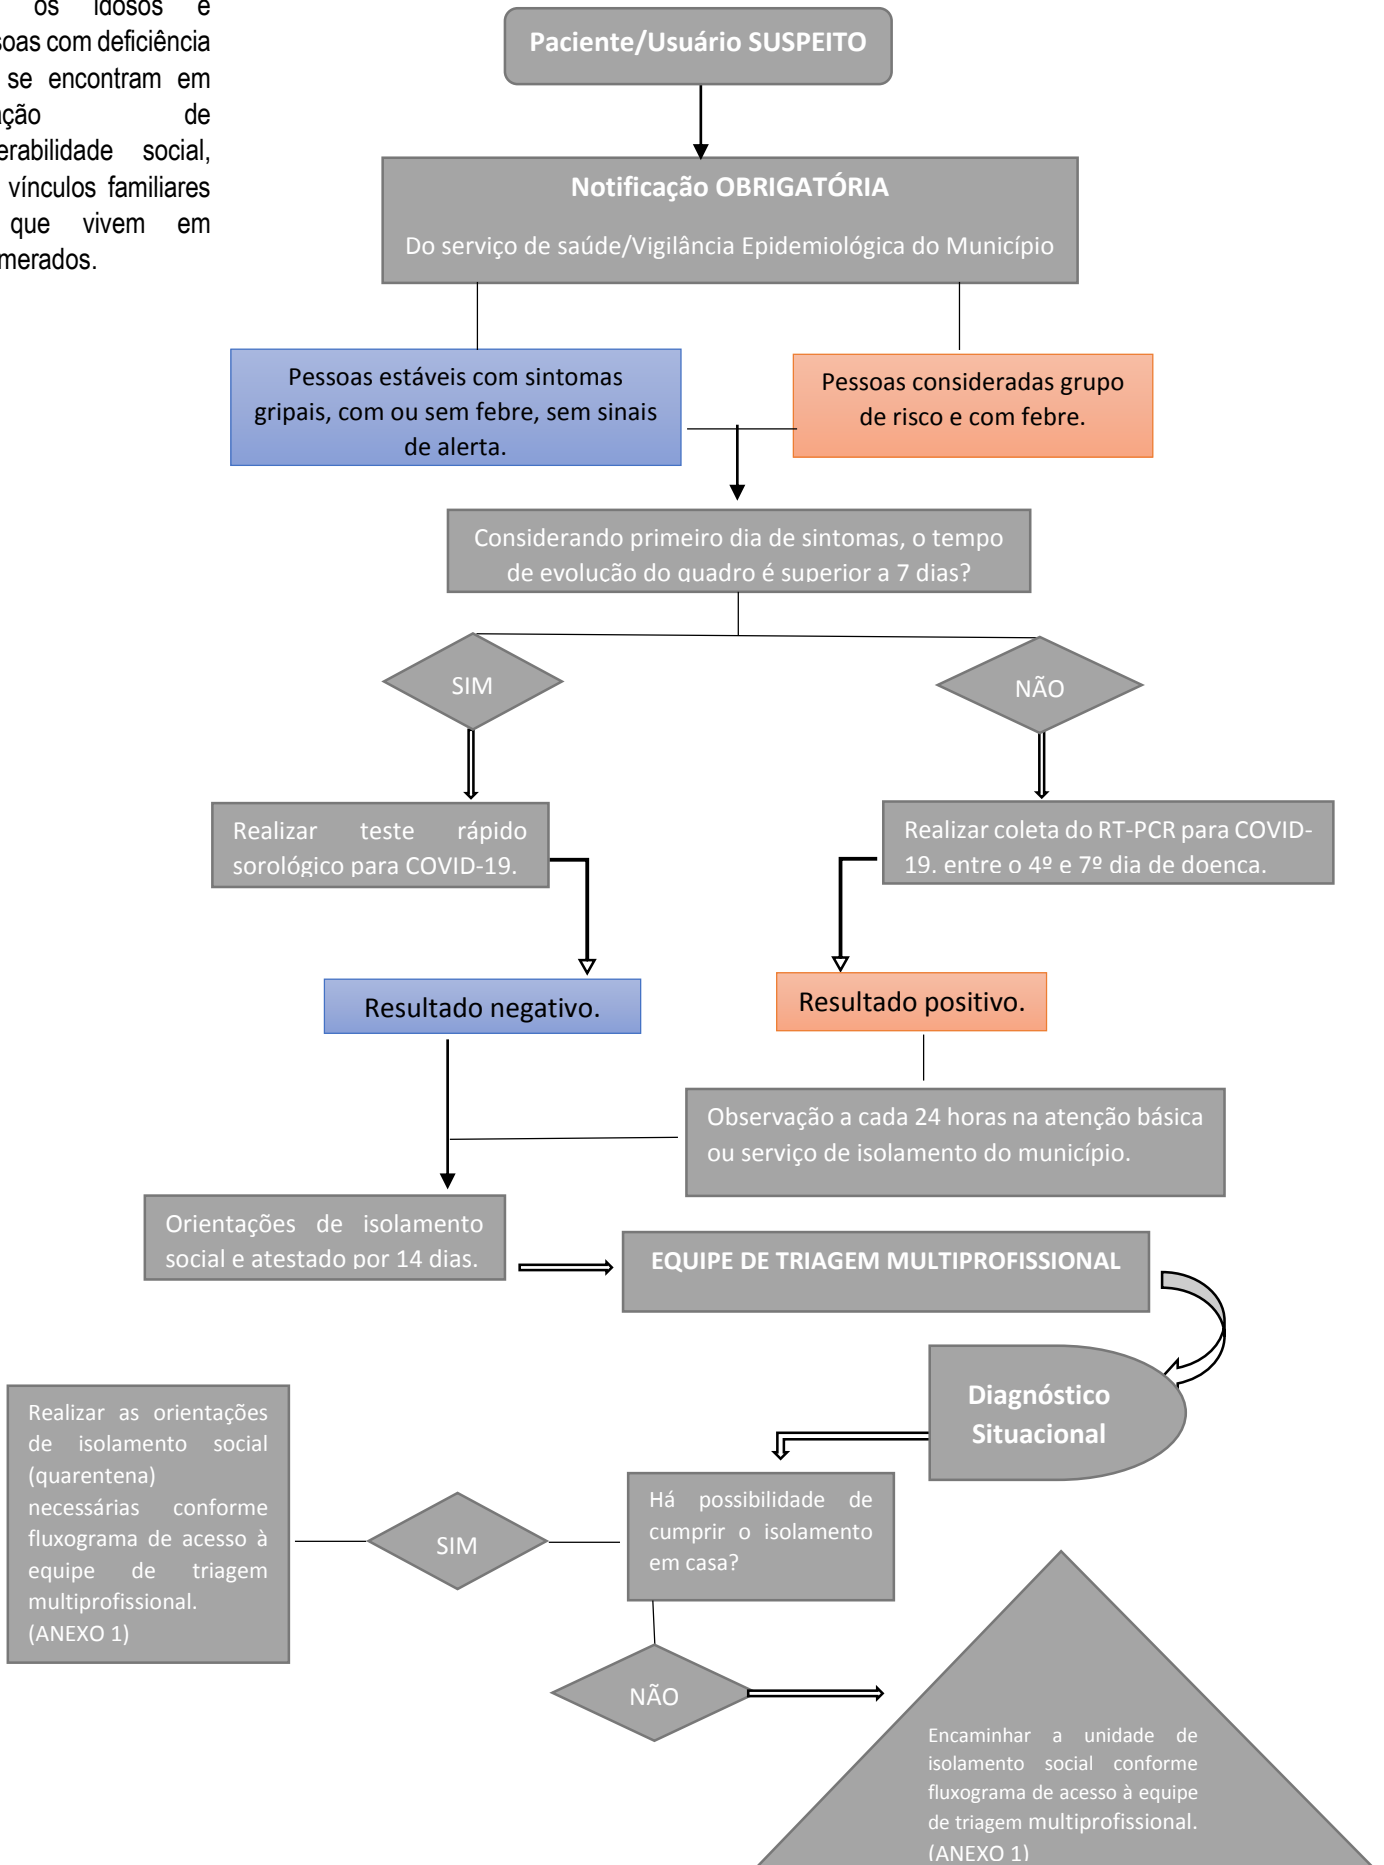 os idosos e
com deficiência
se encontram em
de
social,
vínculos familiares
que vivem em
Paciente/Usuário SUSPEITO
Notificação OBRIGATÓRIA
Do serviço de saúde/Vigilância Epidemiológica do Município
Pessoas estáveis com sintomas
gripais, com ou sem febre, sem sinais
de alerta.
Pessoas consideradas grupo
de risco e com febre.
Considerando primeiro dia de sintomas, o tempo
de evolução do quadro é superior a 7 dias?
SIM
NÃO
Realizar teste rápido
sorológico para COVID-19.
Realizar coleta do RT-PCR para COVID-
19, entre o 4º e 7º dia de doença.
Resultado negativo.
Resultado positivo.
Observação a cada 24 horas na atenção básica
ou serviço de isolamento do município.
Orientações de isolamento
social e atestado por 14 dias.
EQUIPE DE TRIAGEM MULTIPROFISSIONAL
Diagnóstico
Situacional
Realizar as orientações
de isolamento social
(quarentena)
necessárias conforme
fluxograma de acesso à
equipe de triagem
multiprofissional.
(ANEXO 1)
SIM
Há possibilidade de
cumprir o isolamento
em casa?
NÃO
Encaminhar a unidade de
isolamento social conforme
fluxograma de acesso à equipe
de triagem multiprofissional.
(ANEXO 1)